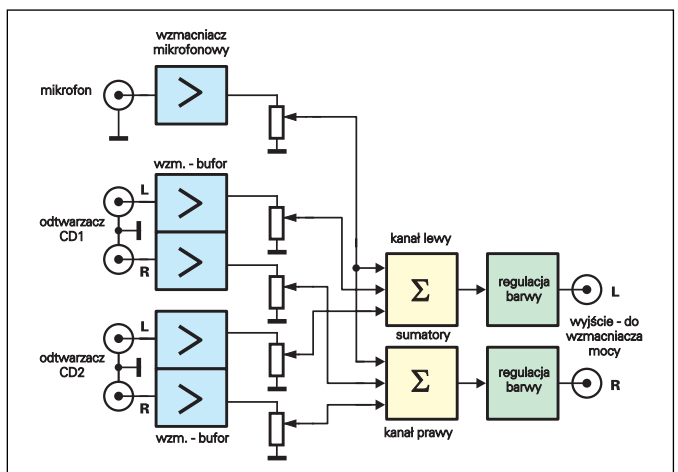 wzmacniacz
mikrofonowy
mikrofon
>
wzm. - bufor
L
>
odtwarzacz
CD1
R
>
L
>
odtwarzacz
CD2
R
>
wzm. - bufor
kanał lewy
Σ
sumatory
Σ
kanał prawy
regulacja
barwy
L
wyjście - do
wzmacniacza
mocy
regulacja
barwy
R